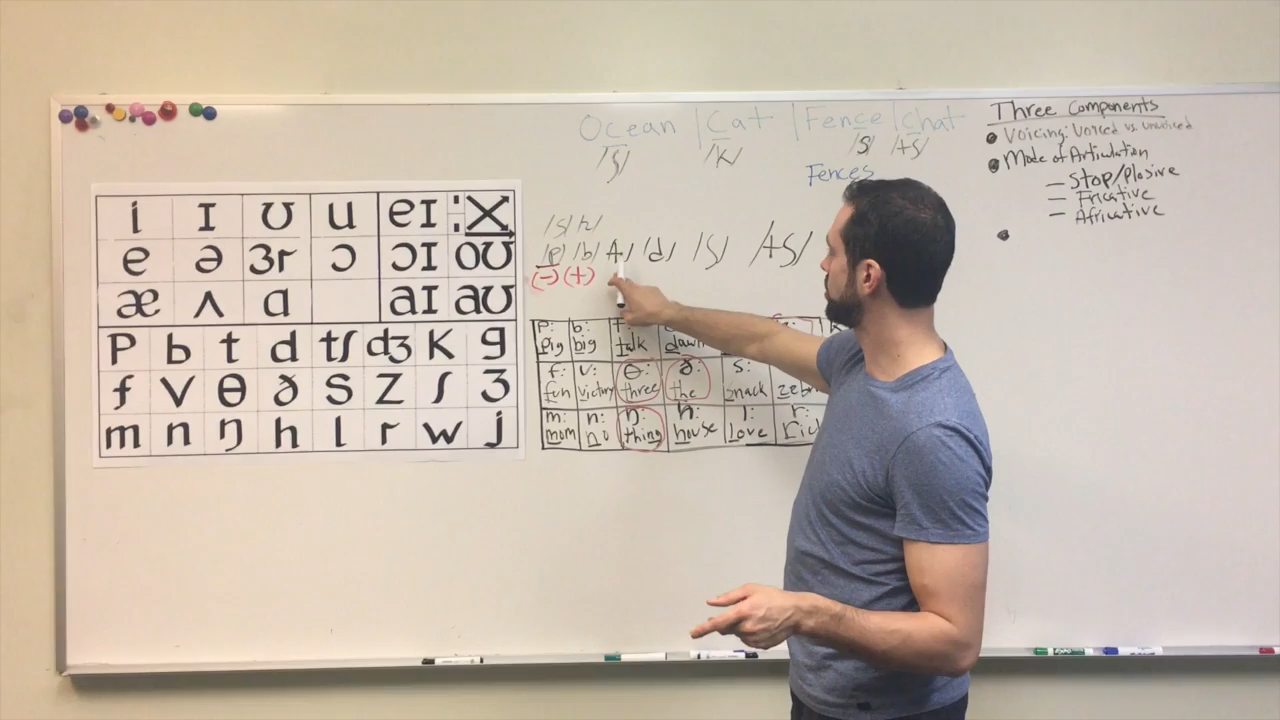 Ocean | Cat | Fence | chat
/ʃ/ /k/ /s/ /tʃ/
Fences
Three Components
Voicing: Voiced vs. Unvoiced
Mode of Articulation
– Stop/Plosive
– Fricative
– Africative
i ɪ ʊ u eɪ :
e ə ɜr ɔ ɔɪ oʊ
æ ʌ ɑ aɪ aʊ
P b t d tʃ dʒ K g
f V θ ð S Z ʃ ʒ
m n ŋ h l r w j
/s/ /z/
/p/ /b/ /t/ /d/ /ʃ/ /tʃ/
(-) (+)
p: b: t:
pig big talk dawn
f: v: θ: ð: s:
fun victory three the snack
m: n: ŋ: h: l: r:
mom no thing house love